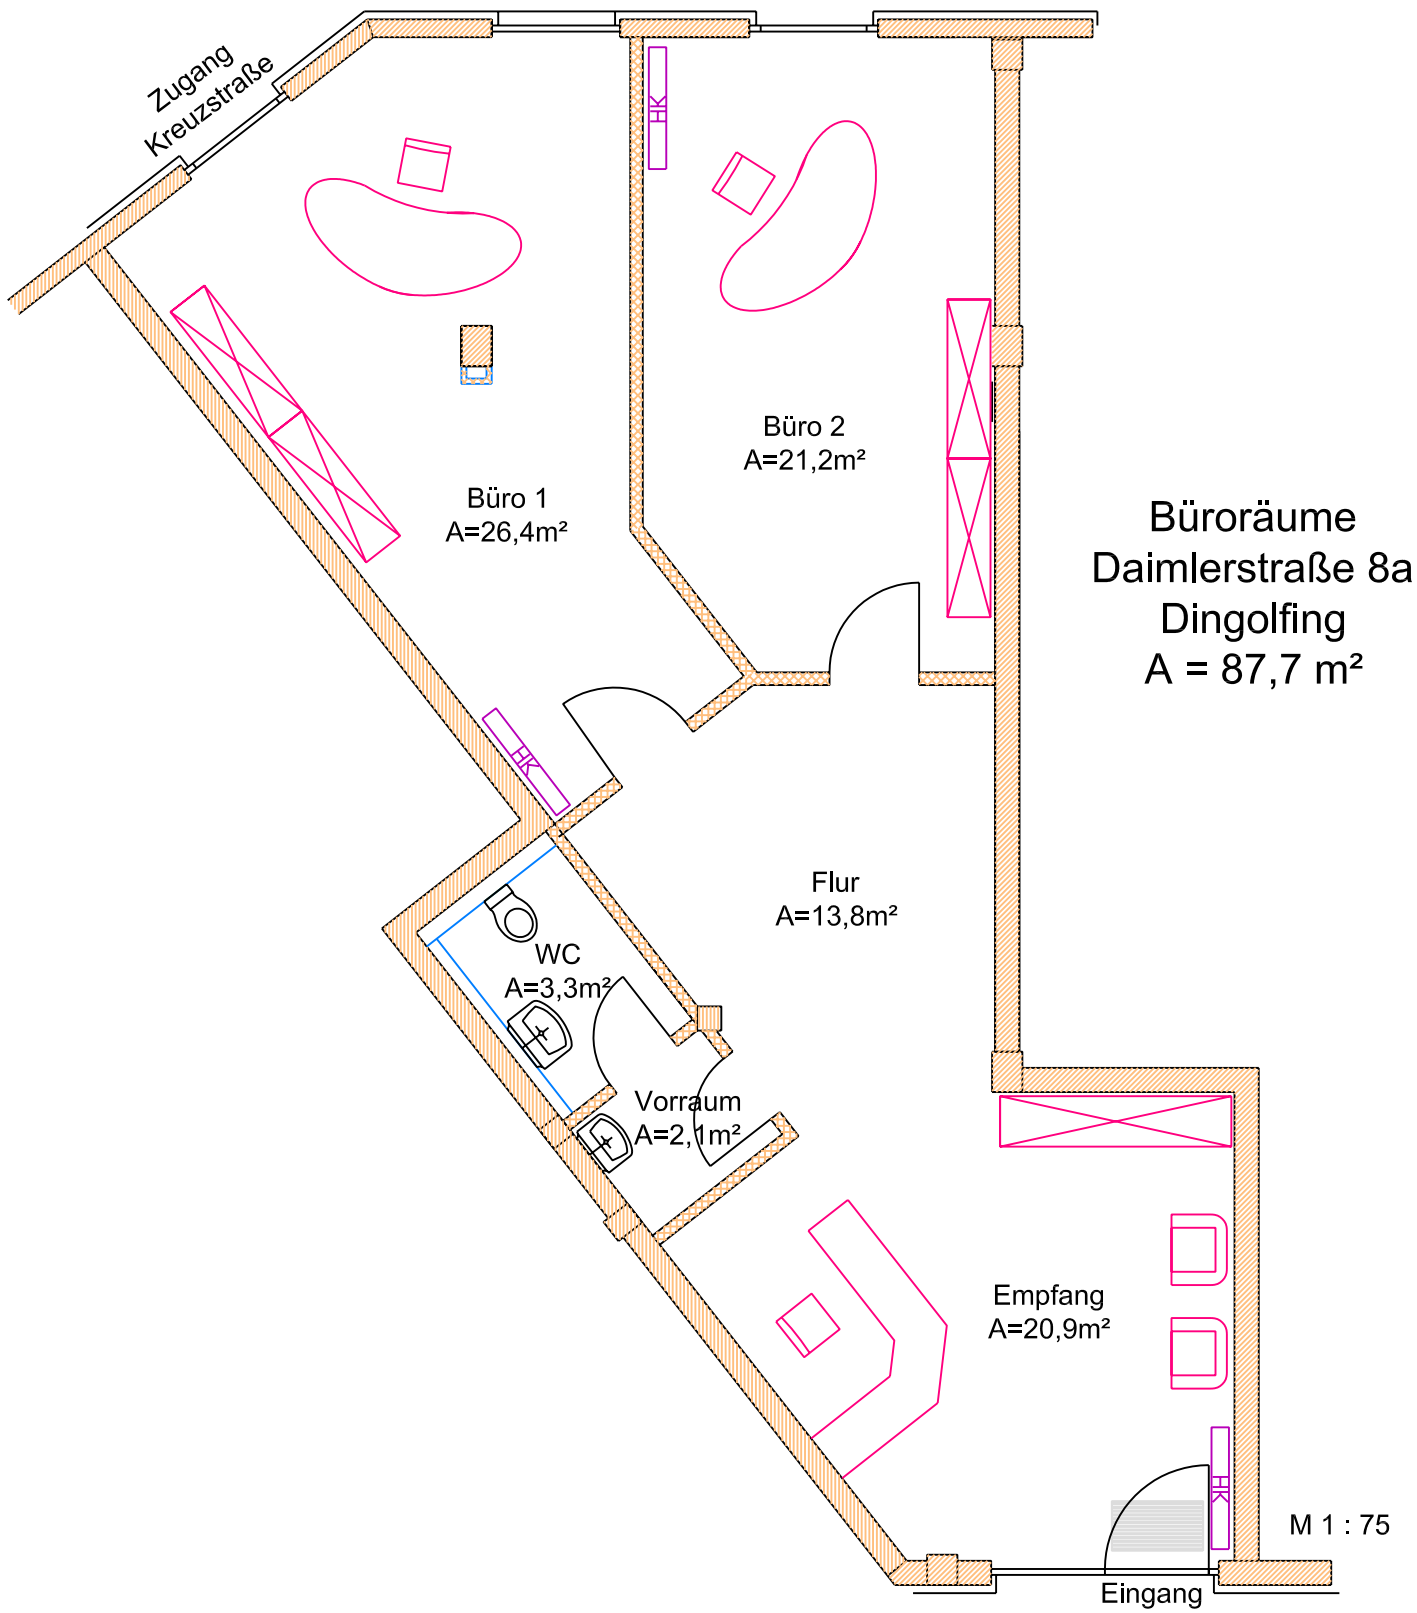 Zugang
Kreuzstraße
HK
Büro 2
A=21,2m²
Büro 1
A=26,4m²
Büroräume
Daimlerstraße 8a
Dingolfing
A = 87,7 m²
HK
Flur
A=13,8m²
WC
A=3,3m²
Vorraum
A=2,1m²
Empfang
A=20,9m²
HK
M 1 : 75
Eingang